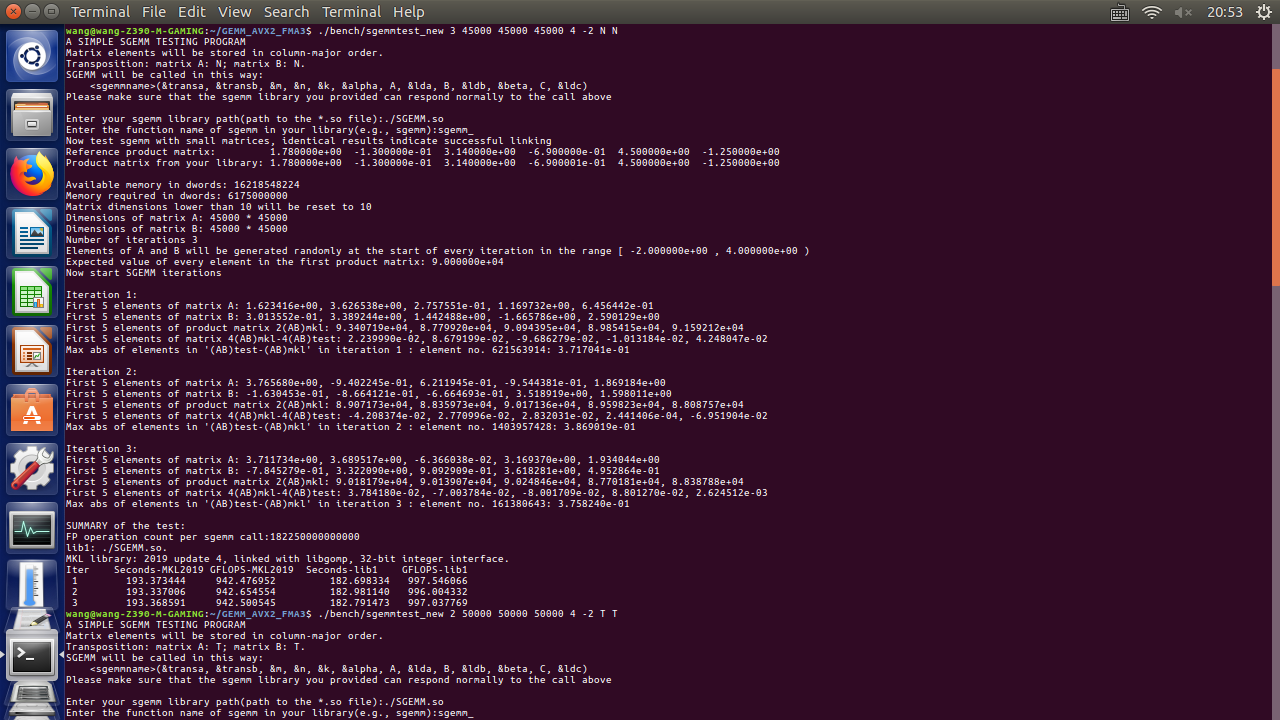 Terminal File Edit View Search Terminal Help 20:53
wang@wang-Z390-M-GAMING:~/GEMM_AVX2_FMA3$ ./bench/sgemmtest_new 3 45000 45000 45000 4 -2 N N
A SIMPLE SGEMM TESTING PROGRAM
Matrix elements will be stored in column-major order.
Transposition: matrix A: N; matrix B: N.
SGEMM will be called in this way:
    <sgemmname>(&transa, &transb, &m, &n, &k, &alpha, A, &lda, B, &ldb, &beta, C, &ldc)
Please make sure that the sgemm library you provided can respond normally to the call above
Enter your sgemm library path(path to the *.so file):./SGEMM.so
Enter the function name of sgemm in your library(e.g., sgemm):sgemm_
Now test sgemm with small matrices, identical results indicate successful linking
Reference product matrix:         1.780000e+00  -1.300000e-01  3.140000e+00  -6.900000e-01  4.500000e+00  -1.250000e+00
Product matrix from your library: 1.780000e+00  -1.300000e-01  3.140000e+00  -6.900001e-01  4.500000e+00  -1.250000e+00
Available memory in dwords: 16218548224
Memory required in dwords: 6175000000
Matrix dimensions lower than 10 will be reset to 10
Dimensions of matrix A: 45000 * 45000
Dimensions of matrix B: 45000 * 45000
Number of iterations 3
Elements of A and B will be generated randomly at the start of every iteration in the range [ -2.000000e+00 , 4.000000e+00 )
Expected value of every element in the first product matrix: 9.000000e+04
Now start SGEMM iterations
Iteration 1:
First 5 elements of matrix A: 1.623416e+00, 3.626538e+00, 2.757551e-01, 1.169732e+00, 6.456442e-01
First 5 elements of matrix B: 3.013552e-01, 3.389244e+00, 1.442488e+00, -1.665786e+00, 2.590129e+00
First 5 elements of product matrix 2(AB)mkl: 9.340719e+04, 8.779920e+04, 9.094395e+04, 8.985415e+04, 9.159212e+04
First 5 elements of matrix 4(AB)mkl-4(AB)test: 2.239990e-02, 8.679199e-02, -9.686279e-02, -1.013184e-02, 4.248047e-02
Max abs of elements in '(AB)test-(AB)mkl' in iteration 1 : element no. 621563914: 3.717041e-01
Iteration 2:
First 5 elements of matrix A: 3.765680e+00, -9.402245e-01, 6.211945e-01, -9.544381e-01, 1.869184e+00
First 5 elements of matrix B: -1.630453e-01, -8.664121e-01, -6.664693e-01, 3.518919e+00, 1.598011e+00
First 5 elements of product matrix 2(AB)mkl: 8.907173e+04, 8.835973e+04, 9.017136e+04, 8.959823e+04, 8.808757e+04
First 5 elements of matrix 4(AB)mkl-4(AB)test: -4.208374e-02, 2.770996e-02, 2.832031e-02, 2.441406e-04, -6.951904e-02
Max abs of elements in '(AB)test-(AB)mkl' in iteration 2 : element no. 1403957428: 3.869019e-01
Iteration 3:
First 5 elements of matrix A: 3.711734e+00, 3.689517e+00, -6.366038e-02, 3.169370e+00, 1.934044e+00
First 5 elements of matrix B: -7.845279e-01, 3.322090e+00, 9.092909e-01, 3.618281e+00, 4.952864e-01
First 5 elements of product matrix 2(AB)mkl: 9.018179e+04, 9.013907e+04, 9.024846e+04, 8.770181e+04, 8.838788e+04
First 5 elements of matrix 4(AB)mkl-4(AB)test: 3.784180e-02, -7.003784e-02, -8.001709e-02, 8.801270e-02, 2.624512e-03
Max abs of elements in '(AB)test-(AB)mkl' in iteration 3 : element no. 161380643: 3.758240e-01
SUMMARY of the test:
FP operation count per sgemm call:182250000000000
lib1: ./SGEMM.so.
MKL library: 2019 update 4, linked with libgomp, 32-bit integer interface.
Iter    Seconds-MKL2019 GFLOPS-MKL2019  Seconds-lib1    GFLOPS-lib1
 1        193.373444     942.476952      182.698334   997.546066
 2        193.337006     942.654554      182.981140   996.004332
 3        193.368591     942.500545      182.791473   997.037769
wang@wang-Z390-M-GAMING:~/GEMM_AVX2_FMA3$ ./bench/sgemmtest_new 2 50000 50000 50000 4 -2 T T
A SIMPLE SGEMM TESTING PROGRAM
Matrix elements will be stored in column-major order.
Transposition: matrix A: T; matrix B: T.
SGEMM will be called in this way:
    <sgemmname>(&transa, &transb, &m, &n, &k, &alpha, A, &lda, B, &ldb, &beta, C, &ldc)
Please make sure that the sgemm library you provided can respond normally to the call above
Enter your sgemm library path(path to the *.so file):./SGEMM.so
Enter the function name of sgemm in your library(e.g., sgemm):sgemm_